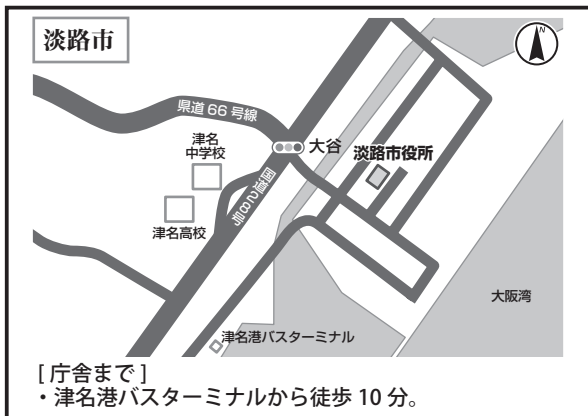 淡路市
N
県道66号線
大谷
津名
中学校
淡路市役所
国道28号
津名高校
大阪湾
津名港バスターミナル
[庁舎まで]
・津名港バスターミナルから徒歩10分。